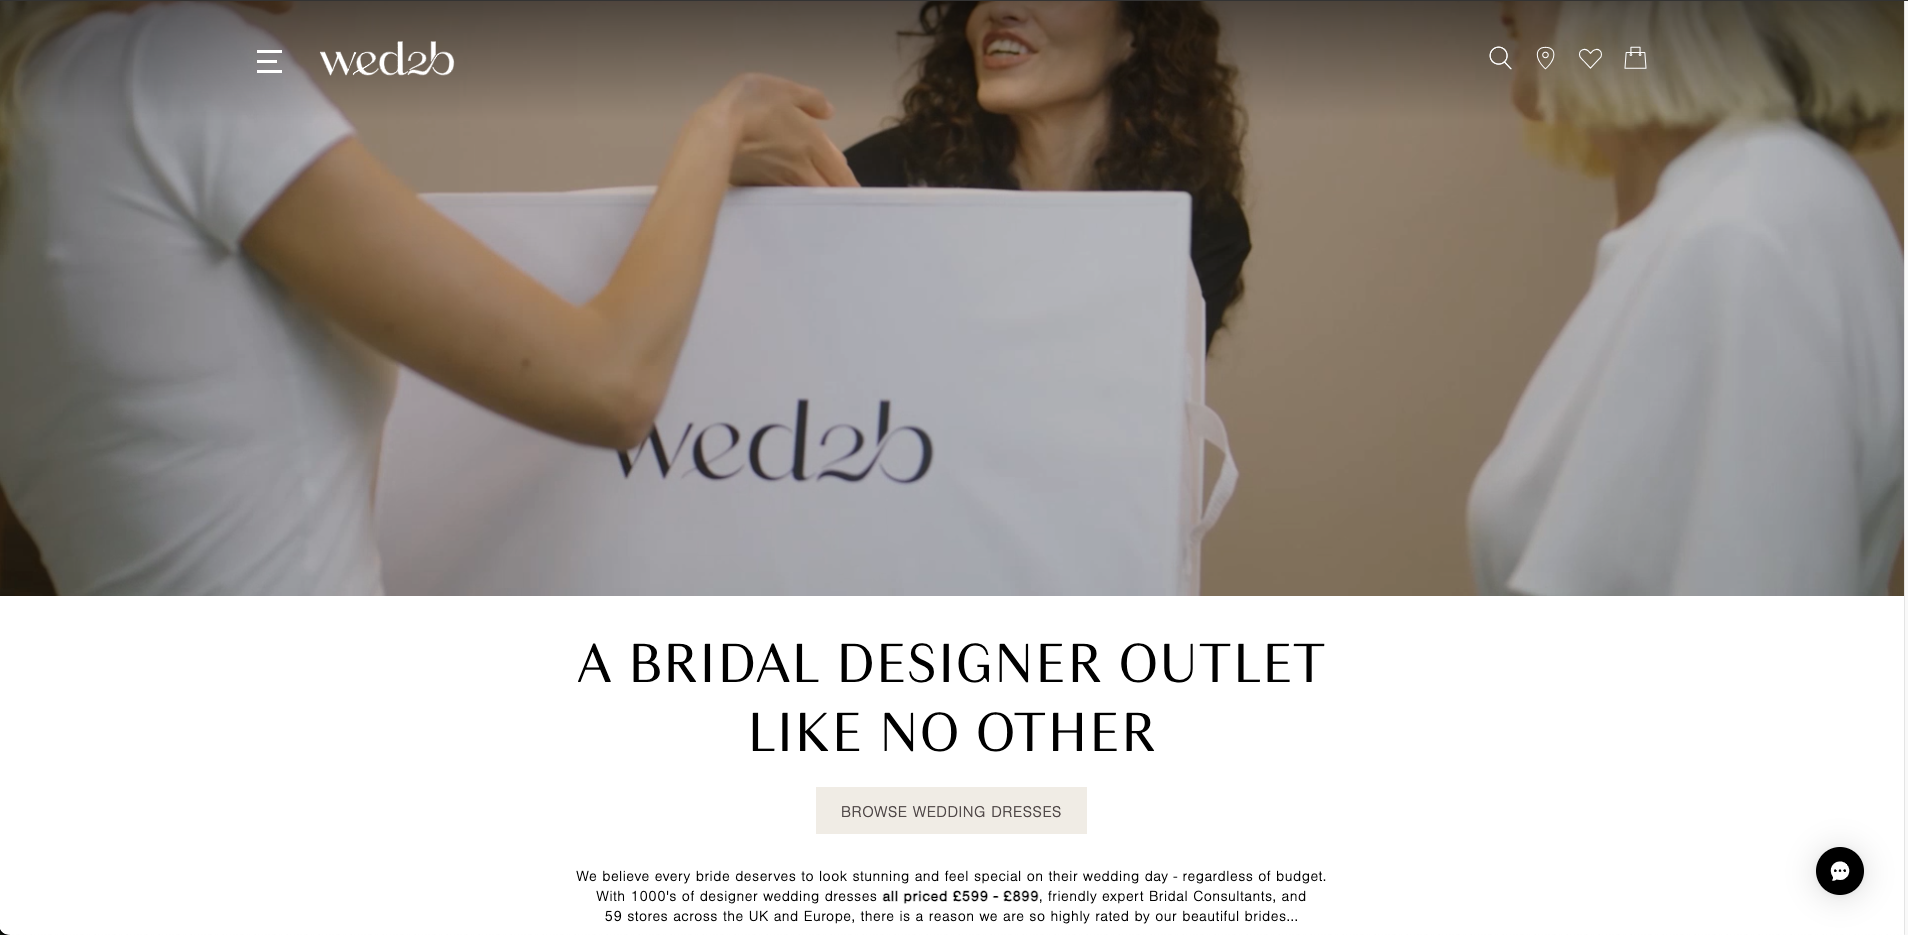 wed2b
wed2b
A BRIDAL DESIGNER OUTLET
LIKE NO OTHER
BROWSE WEDDING DRESSES
We believe every bride deserves to look stunning and feel special on their wedding day - regardless of budget.
With 1000's of designer wedding dresses all priced £599 - £899, friendly expert Bridal Consultants, and
59 stores across the UK and Europe, there is a reason we are so highly rated by our beautiful brides...